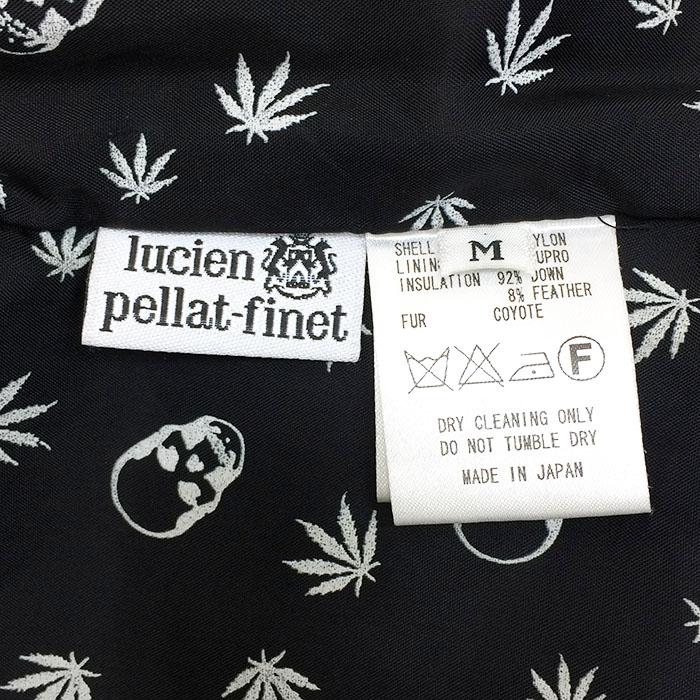 lucien
pellat-finet
M
SHELL YLON
LININ UPRO
INSULATION 92% DOWN
8% FEATHER
FUR COYOTE
F
DRY CLEANING ONLY
DO NOT TUMBLE DRY
MADE IN JAPAN